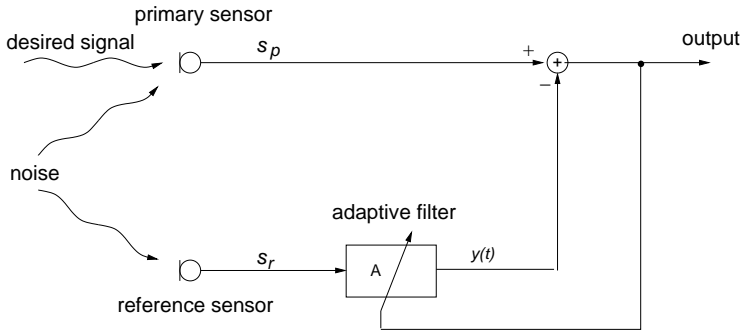 primary sensor
desired signal
s_p
+
−
+
output
noise
adaptive filter
s_r
A
y(t)
reference sensor